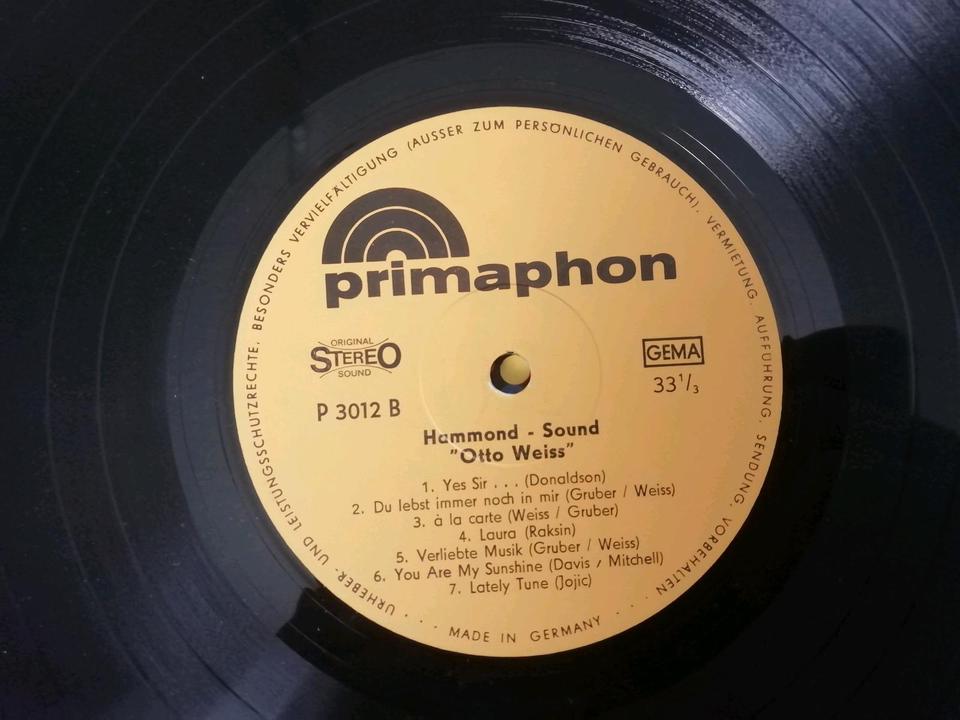 URHEBER- UND LEISTUNGSSCHUTZRECHTE, BESONDERS VERVIELFÄLTIGUNG (AUSSER ZUM PERSÖNLICHEN GEBRAUCH), VERMIETUNG, AUFFÜHRUNG, SENDUNG, VORBEHALTEN . . .
primaphon
ORIGINAL
STEREO
SOUND
GEMA
33 1/3
P 3012 B
Hammond - Sound
"Otto Weiss"
1. Yes Sir . . . (Donaldson)
2. Du lebst immer noch in mir (Gruber / Weiss)
3. à la carte (Weiss / Gruber)
4. Laura (Raksin)
5. Verliebte Musik (Gruber / Weiss)
6. You Are My Sunshine (Davis / Mitchell)
7. Lately Tune (Jojic)
. . . MADE IN GERMANY